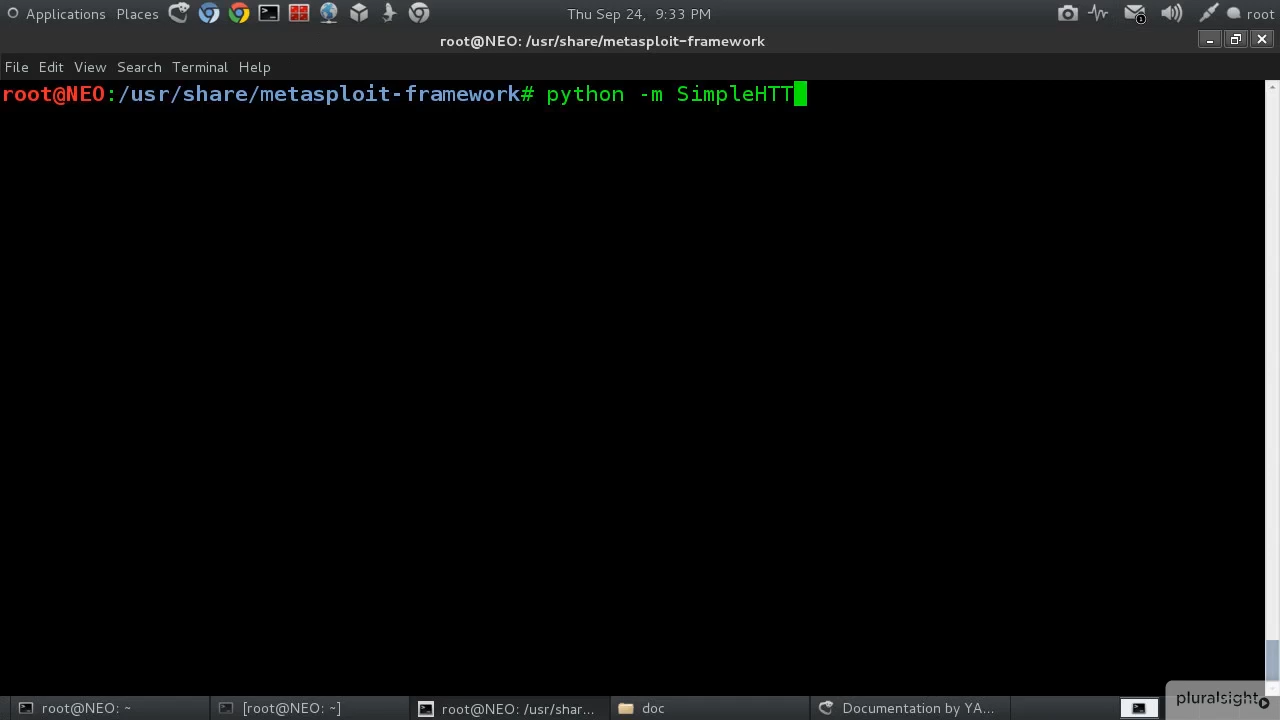 Applications Places Thu Sep 24, 9:33 PM 1 root
root@NEO: /usr/share/metasploit-framework
File Edit View Search Terminal Help
root@NEO:/usr/share/metasploit-framework# python -m SimpleHTT
root@NEO: ~ [root@NEO: ~] root@NEO: /usr/shar... doc Documentation by YA...
pluralsight